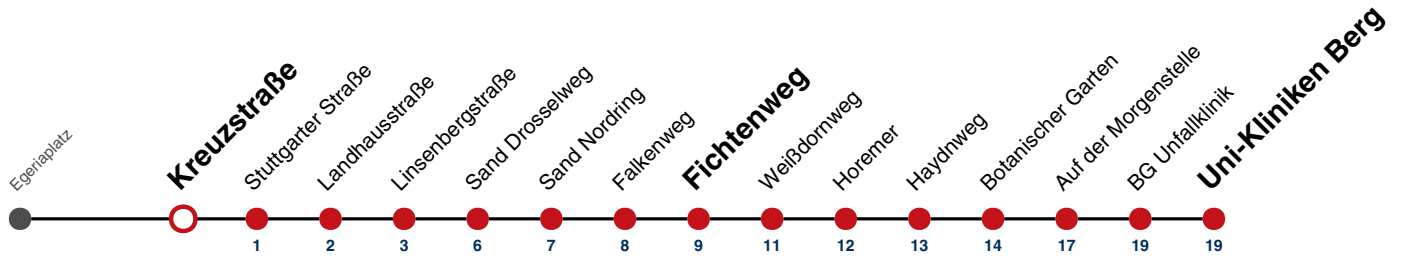 Egeriaplatz
Kreuzstraße
Stuttgarter Straße
Landhausstraße
Linsenbergstraße
Sand Drosselweg
Sand Nordring
Falkenweg
Fichtenweg
Weißdornweg
Horemer
Haydnweg
Botanischer Garten
Auf der Morgenstelle
BG Unfallklinik
Uni-Kliniken Berg
1 2 3 6 7 8 9 11 12 13 14 17 19 19